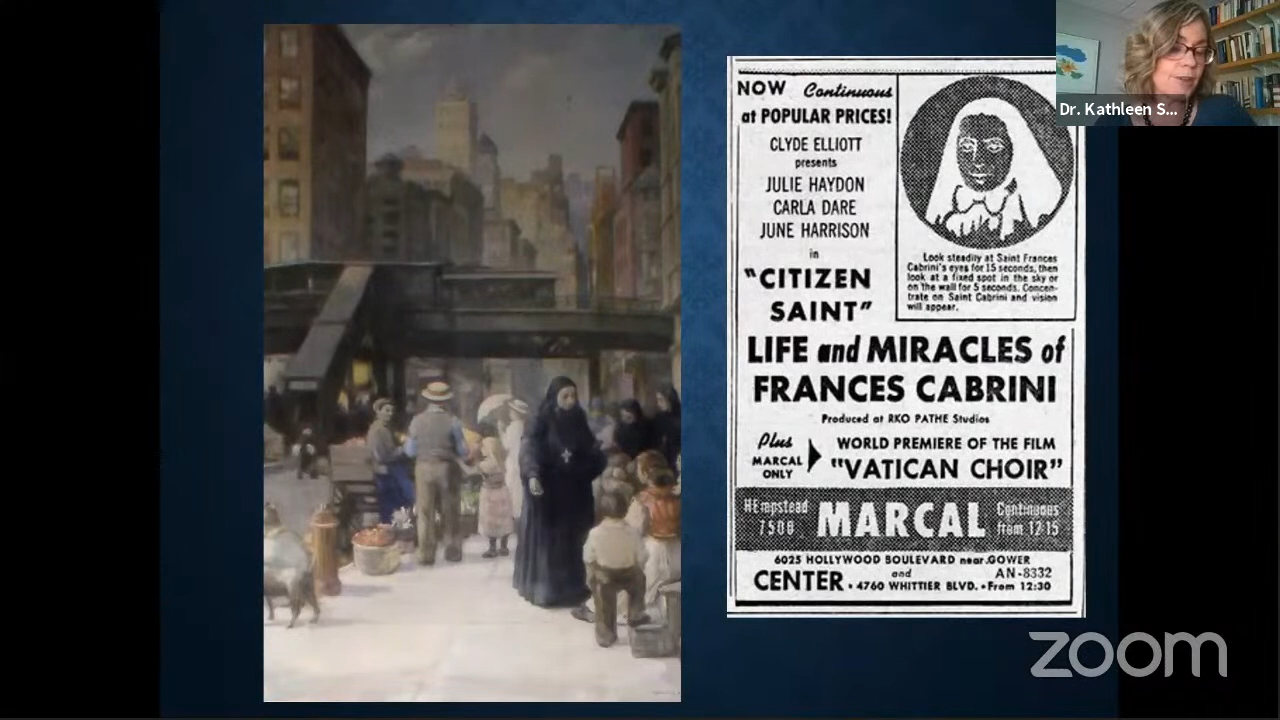 NOW Continuous
at POPULAR PRICES!
CLYDE ELLIOTT
presents
JULIE HAYDON
CARLA DARE
JUNE HARRISON
in
"CITIZEN
SAINT"
Look steadily at Saint Frances
Cabrini's eyes for 15 seconds, then
look at a fixed spot in the sky or
on the wall for 5 seconds. Concen-
trate on Saint Cabrini and vision
will appear.
LIFE and MIRACLES of
FRANCES CABRINI
Produced at RKO PATHE Studios
Plus
MARCAL
ONLY
WORLD PREMIERE OF THE FILM
"VATICAN CHOIR"
HEmpstead
7508
MARCAL
Continuous
from 12:15
6025 HOLLYWOOD BOULEVARD near GOWER
and
AN-8332
CENTER • 4760 WHITTIER BLVD. • From 12:30
Dr. Kathleen S...
zoom